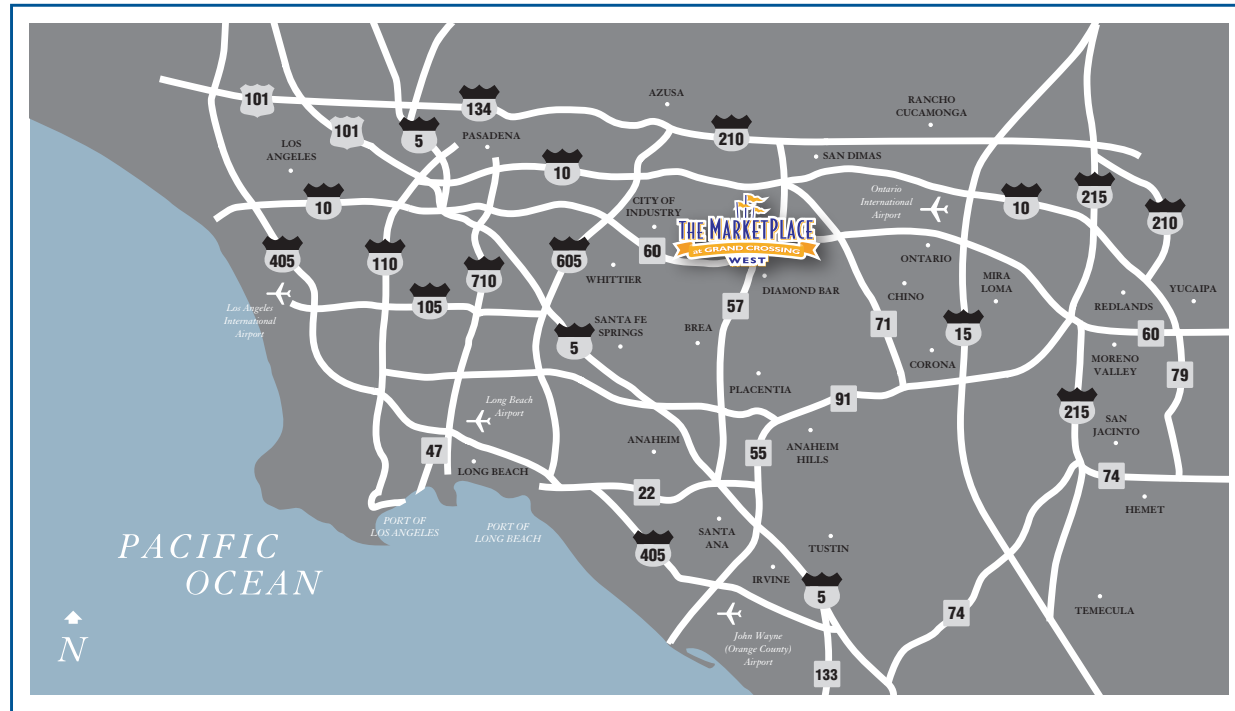 AZUSA
RANCHO
CUCAMONGA
101
134
101
5
PASADENA
210
LOS
ANGELES
SAN DIMAS
10
Ontario
International
Airport
215
10
10
210
CITY OF
INDUSTRY
THE MARKETPLACE
at GRAND CROSSING
WEST
405
110
710
605
60
WHITTIER
ONTARIO
DIAMOND BAR
CHINO
MIRA
LOMA
REDLANDS
YUCAIPA
Los Angeles
International
Airport
105
57
SANTA FE
SPRINGS
BREA
71
15
60
5
CORONA
MORENO
VALLEY
79
PLACENTIA
91
215
Long Beach
Airport
SAN
JACINTO
ANAHEIM
ANAHEIM
HILLS
47
55
LONG BEACH
74
22
HEMET
PORT OF
LOS ANGELES
PORT OF
LONG BEACH
SANTA
ANA
TUSTIN
PACIFIC
OCEAN
405
IRVINE
5
74
TEMECULA
N
John Wayne
(Orange County)
Airport
133